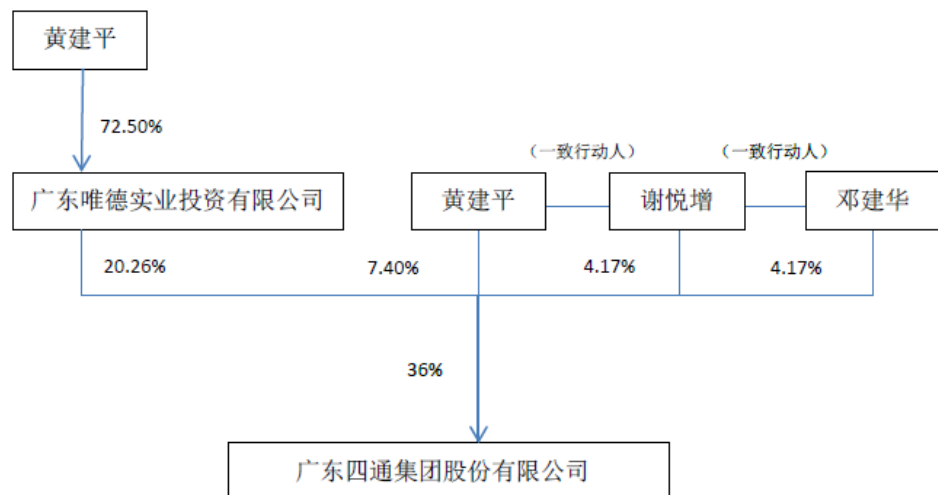 黄建平
72.50%
（一致行动人）
（一致行动人）
广东唯德实业投资有限公司
黄建平
谢悦增
邓建华
20.26%
7.40%
4.17%
4.17%
36%
广东四通集团股份有限公司